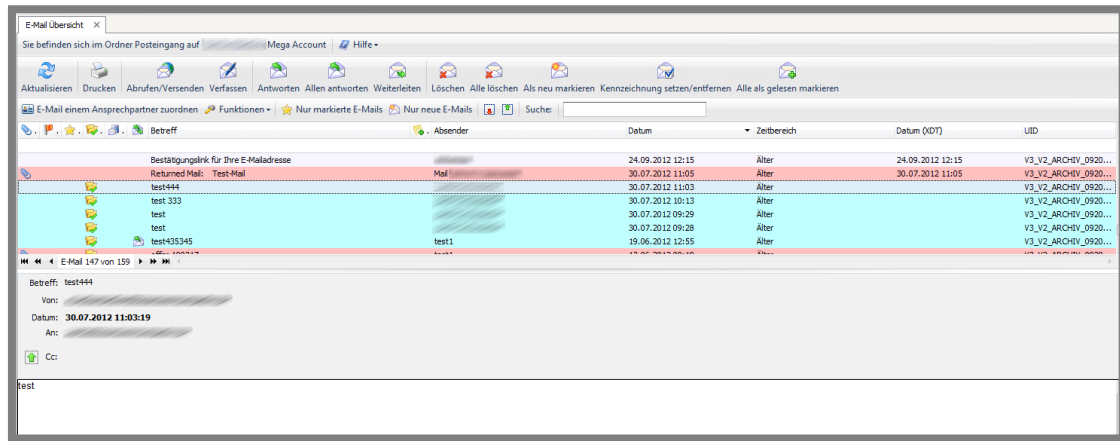 E-Mail Übersicht
Sie befinden sich im Ordner Posteingang auf Mega Account Hilfe
Aktualisieren Drucken Abrufen/Versenden Verfassen Antworten Allen antworten Weiterleiten Löschen Alle löschen Als neu markieren Kennzeichnung setzen/entfernen Alle als gelesen markieren
E-Mail einem Ansprechpartner zuordnen Funktionen Nur markierte E-Mails Nur neue E-Mails Suche:
Betreff Absender Datum Zeitbereich Datum (XDT) UID
Bestätigungslink für Ihre E-Mailadresse 24.09.2012 12:15 Älter 24.09.2012 12:15 V3_V2_ARCHIV_0920...
Returned Mail: Test-Mail Mail 30.07.2012 11:05 Älter 30.07.2012 11:05 V3_V2_ARCHIV_0920...
test444 30.07.2012 11:03 Älter V3_V2_ARCHIV_0920...
test 333 30.07.2012 10:13 Älter V3_V2_ARCHIV_0920...
test 30.07.2012 09:29 Älter V3_V2_ARCHIV_0920...
test 30.07.2012 09:28 Älter V3_V2_ARCHIV_0920...
test435345 test1 19.06.2012 12:55 Älter V3_V2_ARCHIV_0920...
E-Mail 147 von 159
Betreff: test444
Von:
Datum: 30.07.2012 11:03:19
An:
Cc:
test